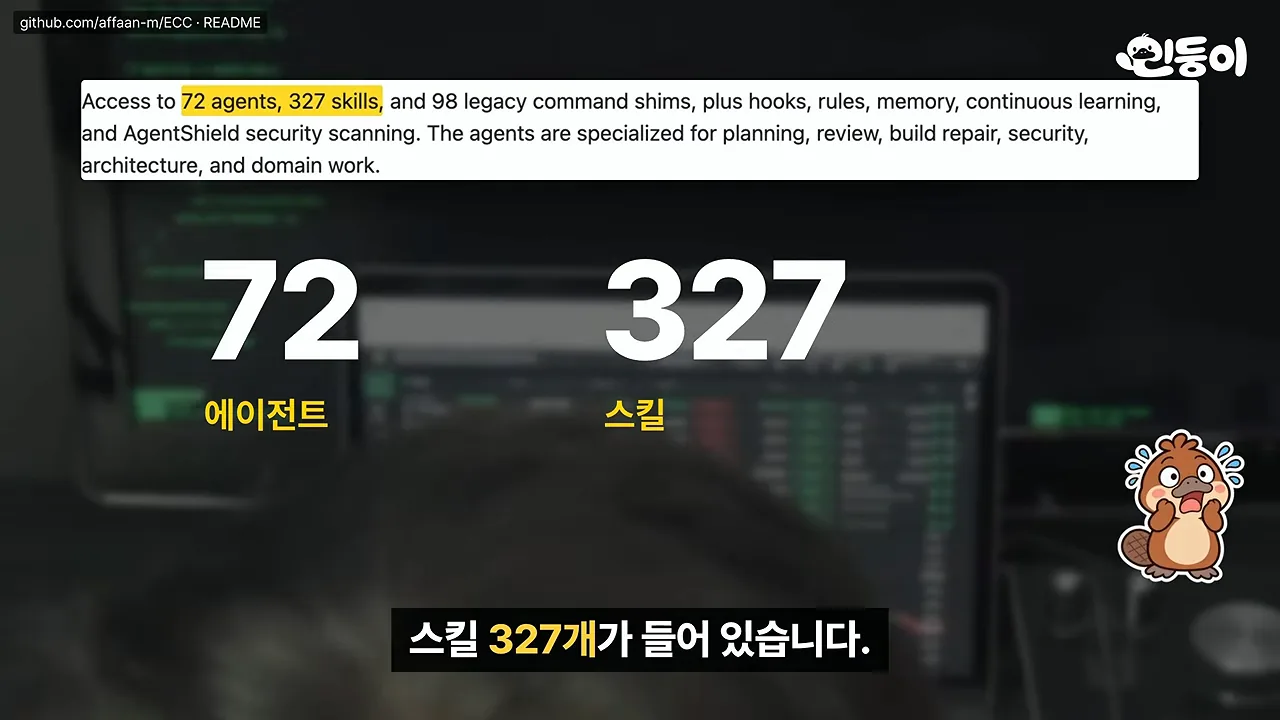 github.com/affaan-m/ECC · README
인둥이
Access to 72 agents, 327 skills, and 98 legacy command shims, plus hooks, rules, memory, continuous learning,
and AgentShield security scanning. The agents are specialized for planning, review, build repair, security,
architecture, and domain work.
72
327
에이전트
스킬
스킬 327개가 들어 있습니다.